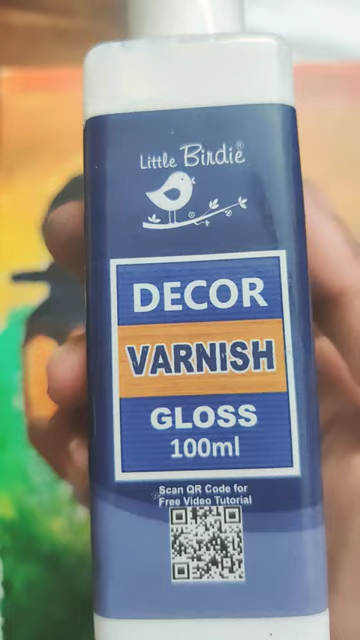 Little Birdie®
®
DECOR
VARNISH
GLOSS
100ml
Scan QR Code for
Free Video Tutorial